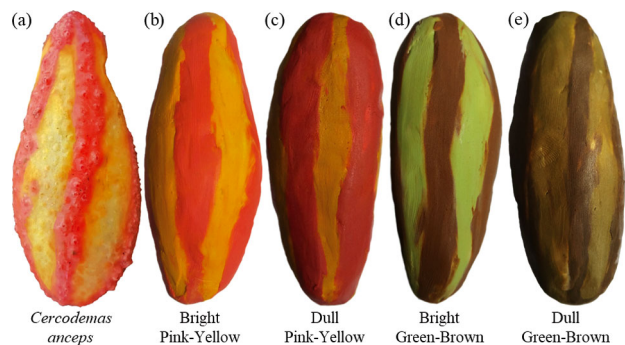 (a) (b) (c) (d) (e)
Cercodemas anceps
Bright Pink-Yellow
Dull Pink-Yellow
Bright Green-Brown
Dull Green-Brown